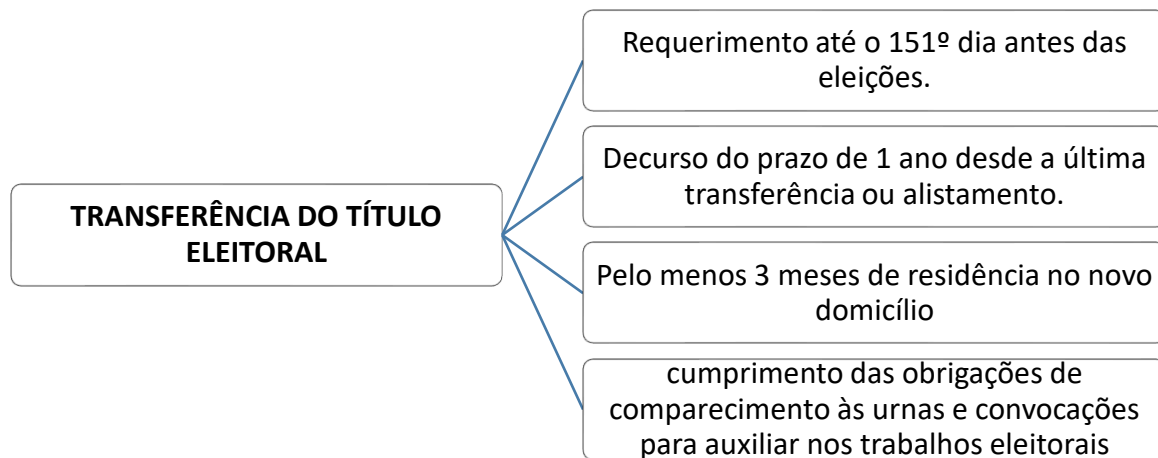 Requerimento até o 151º dia antes das
eleições.
Decurso do prazo de 1 ano desde a última
transferência ou alistamento.
TRANSFERÊNCIA DO TÍTULO
ELEITORAL
Pelo menos 3 meses de residência no novo
domicílio
cumprimento das obrigações de
comparecimento às urnas e convocações
para auxiliar nos trabalhos eleitorais